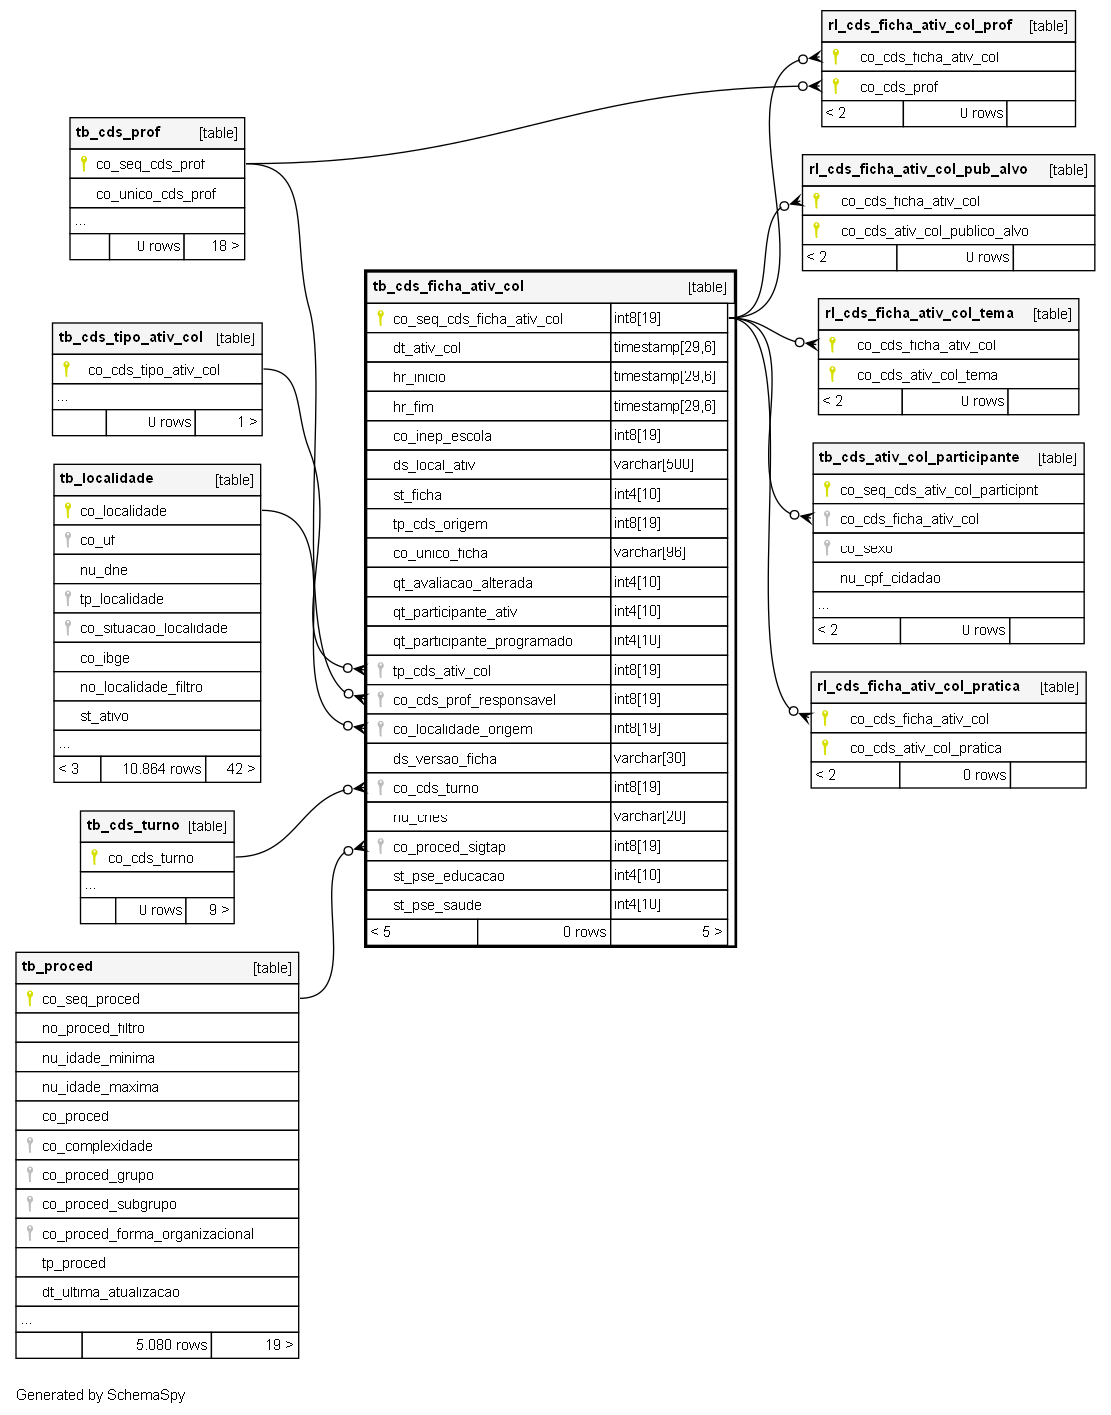 rl_cds_ficha_ativ_col_prof [table]
co_cds_ficha_ativ_col
co_cds_prof
< 2 0 rows
tb_cds_prof [table]
co_seq_cds_prof
co_unico_cds_prof
...
0 rows 18 >
rl_cds_ficha_ativ_col_pub_alvo [table]
co_cds_ficha_ativ_col
co_cds_ativ_col_publico_alvo
< 2 0 rows
tb_cds_ficha_ativ_col [table]
co_seq_cds_ficha_ativ_col int8[19]
dt_ativ_col timestamp[29,6]
hr_inicio timestamp[29,6]
hr_fim timestamp[29,6]
co_inep_escola int8[19]
ds_local_ativ varchar[500]
st_ficha int4[10]
tp_cds_origem int8[19]
co_unico_ficha varchar[96]
qt_avaliacao_alterada int4[10]
qt_participante_ativ int4[10]
qt_participante_programado int4[10]
tp_cds_ativ_col int8[19]
co_cds_prof_responsavel int8[19]
co_localidade_origem int8[19]
ds_versao_ficha varchar[30]
co_cds_turno int8[19]
nu_cnes varchar[20]
co_proced_sigtap int8[19]
st_pse_educacao int4[10]
st_pse_saude int4[10]
< 5 0 rows 5 >
tb_cds_tipo_ativ_col [table]
co_cds_tipo_ativ_col
...
0 rows 1 >
rl_cds_ficha_ativ_col_tema [table]
co_cds_ficha_ativ_col
co_cds_ativ_col_tema
< 2 0 rows
tb_localidade [table]
co_localidade
co_uf
nu_dne
tp_localidade
co_situacao_localidade
co_ibge
no_localidade_filtro
st_ativo
...
< 3 10.864 rows 42 >
tb_cds_ativ_col_participante [table]
co_seq_cds_ativ_col_participnt
co_cds_ficha_ativ_col
co_sexo
nu_cpf_cidadao
...
< 2 0 rows
rl_cds_ficha_ativ_col_pratica [table]
co_cds_ficha_ativ_col
co_cds_ativ_col_pratica
< 2 0 rows
tb_cds_turno [table]
co_cds_turno
...
0 rows 9 >
tb_proced [table]
co_seq_proced
no_proced_filtro
nu_idade_minima
nu_idade_maxima
co_proced
co_complexidade
co_proced_grupo
co_proced_subgrupo
co_proced_forma_organizacional
tp_proced
dt_ultima_atualizacao
...
5.080 rows 19 >
Generated by SchemaSpy